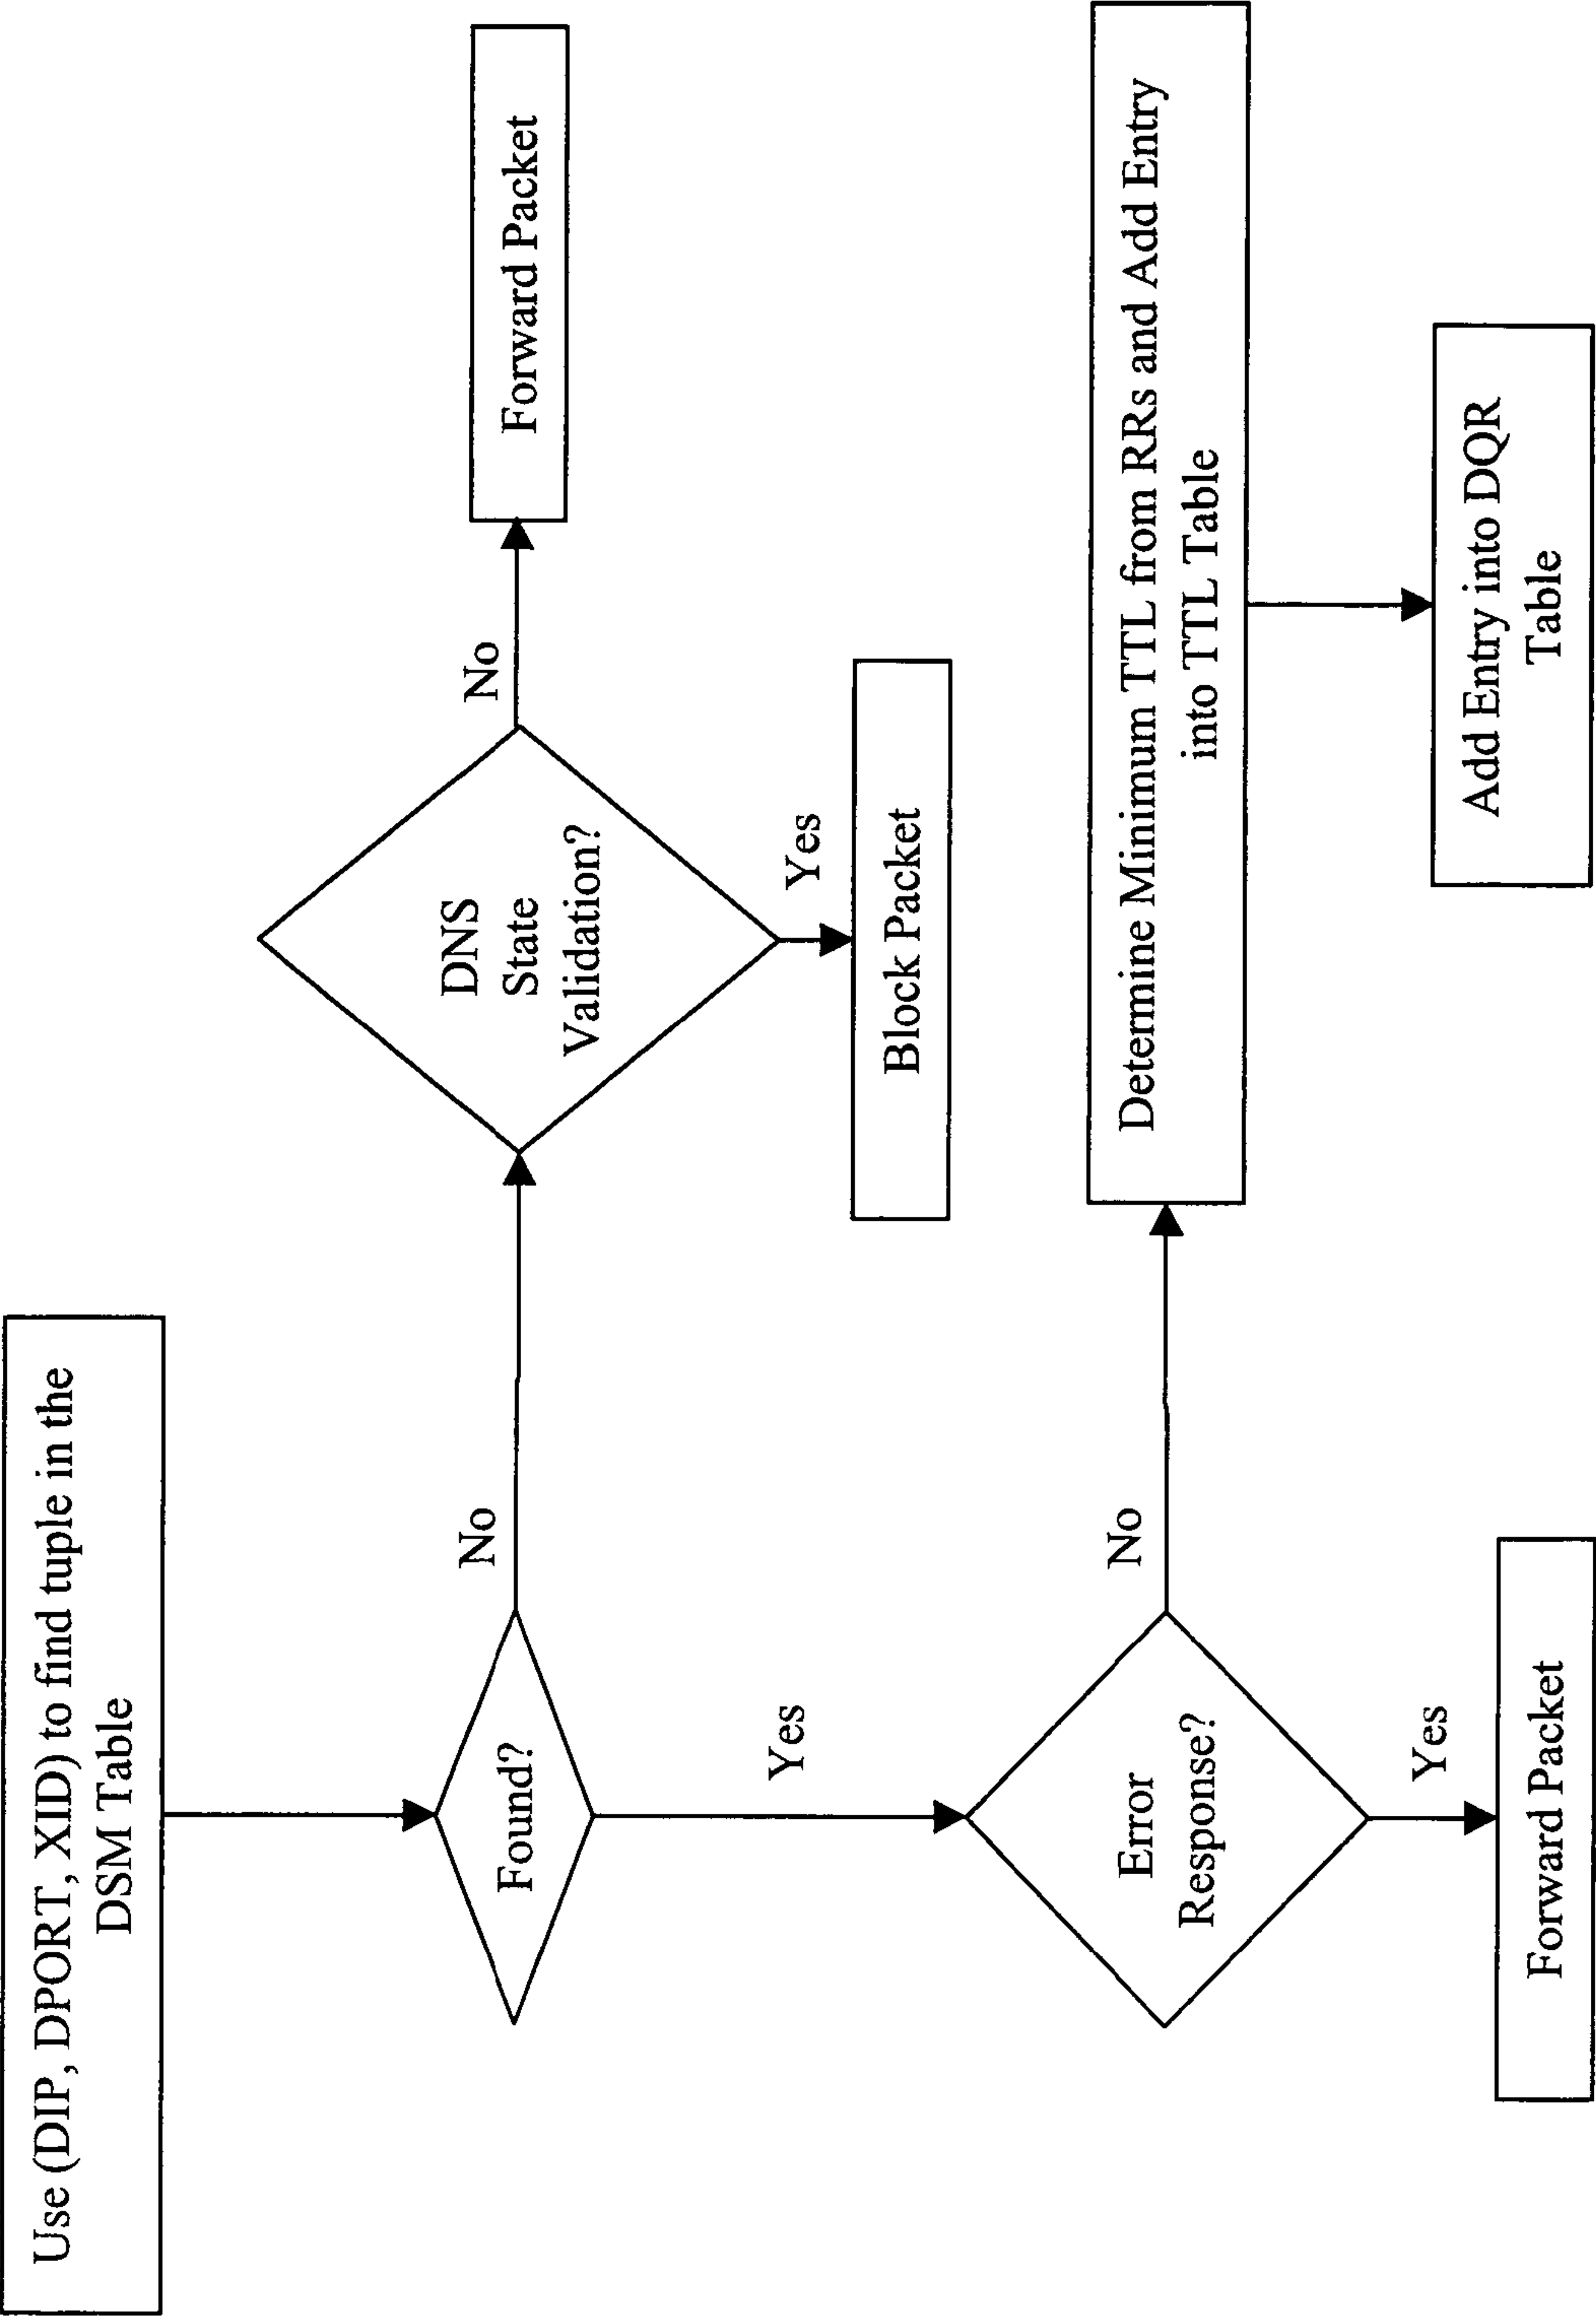 Use (DIP, DPORT, XID) to find tuple in the
DSM Table
Found?
No
DNS
State
Validation?
No
Forward Packet
Yes
Block Packet
Yes
Error
Response?
No
Determine Minimum TTL from RRs and Add Entry
into TTL Table
Add Entry into DQR
Table
Yes
Forward Packet